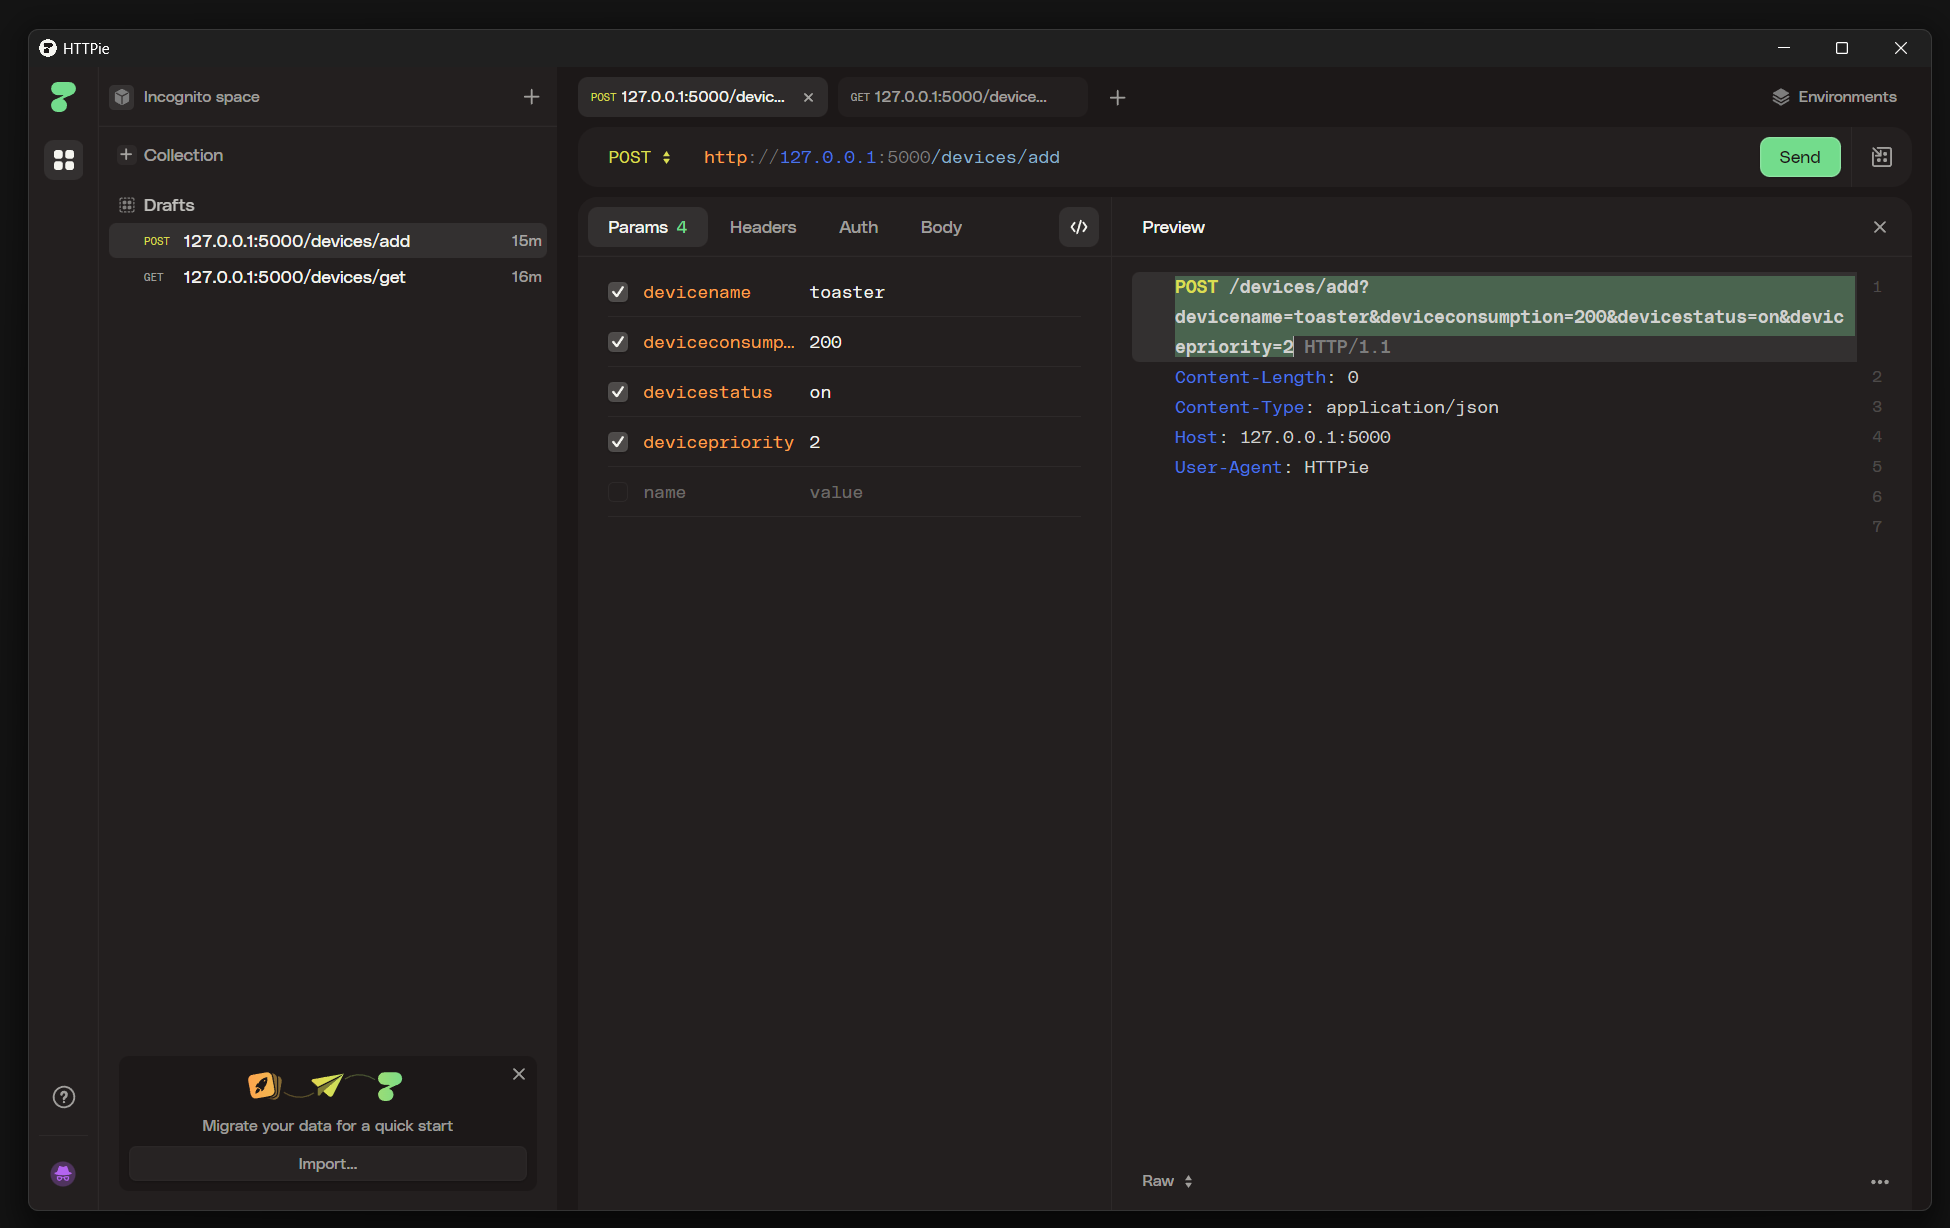 HTTPie
Incognito space
Collection
Drafts
POST 127.0.0.1:5000/devices/add 15m
GET 127.0.0.1:5000/devices/get 16m
Migrate your data for a quick start
Import...
POST 127.0.0.1:5000/devic...
GET 127.0.0.1:5000/device...
Environments
POST http://127.0.0.1:5000/devices/add
Send
Params 4 Headers Auth Body </>
devicename toaster
deviceconsump... 200
devicestatus on
devicepriority 2
name value
Preview
POST /devices/add? 1
devicename=toaster&deviceconsumption=200&devicestatus=on&devic
epriority=2 HTTP/1.1
Content-Length: 0 2
Content-Type: application/json 3
Host: 127.0.0.1:5000 4
User-Agent: HTTPie 5
6
7
Raw